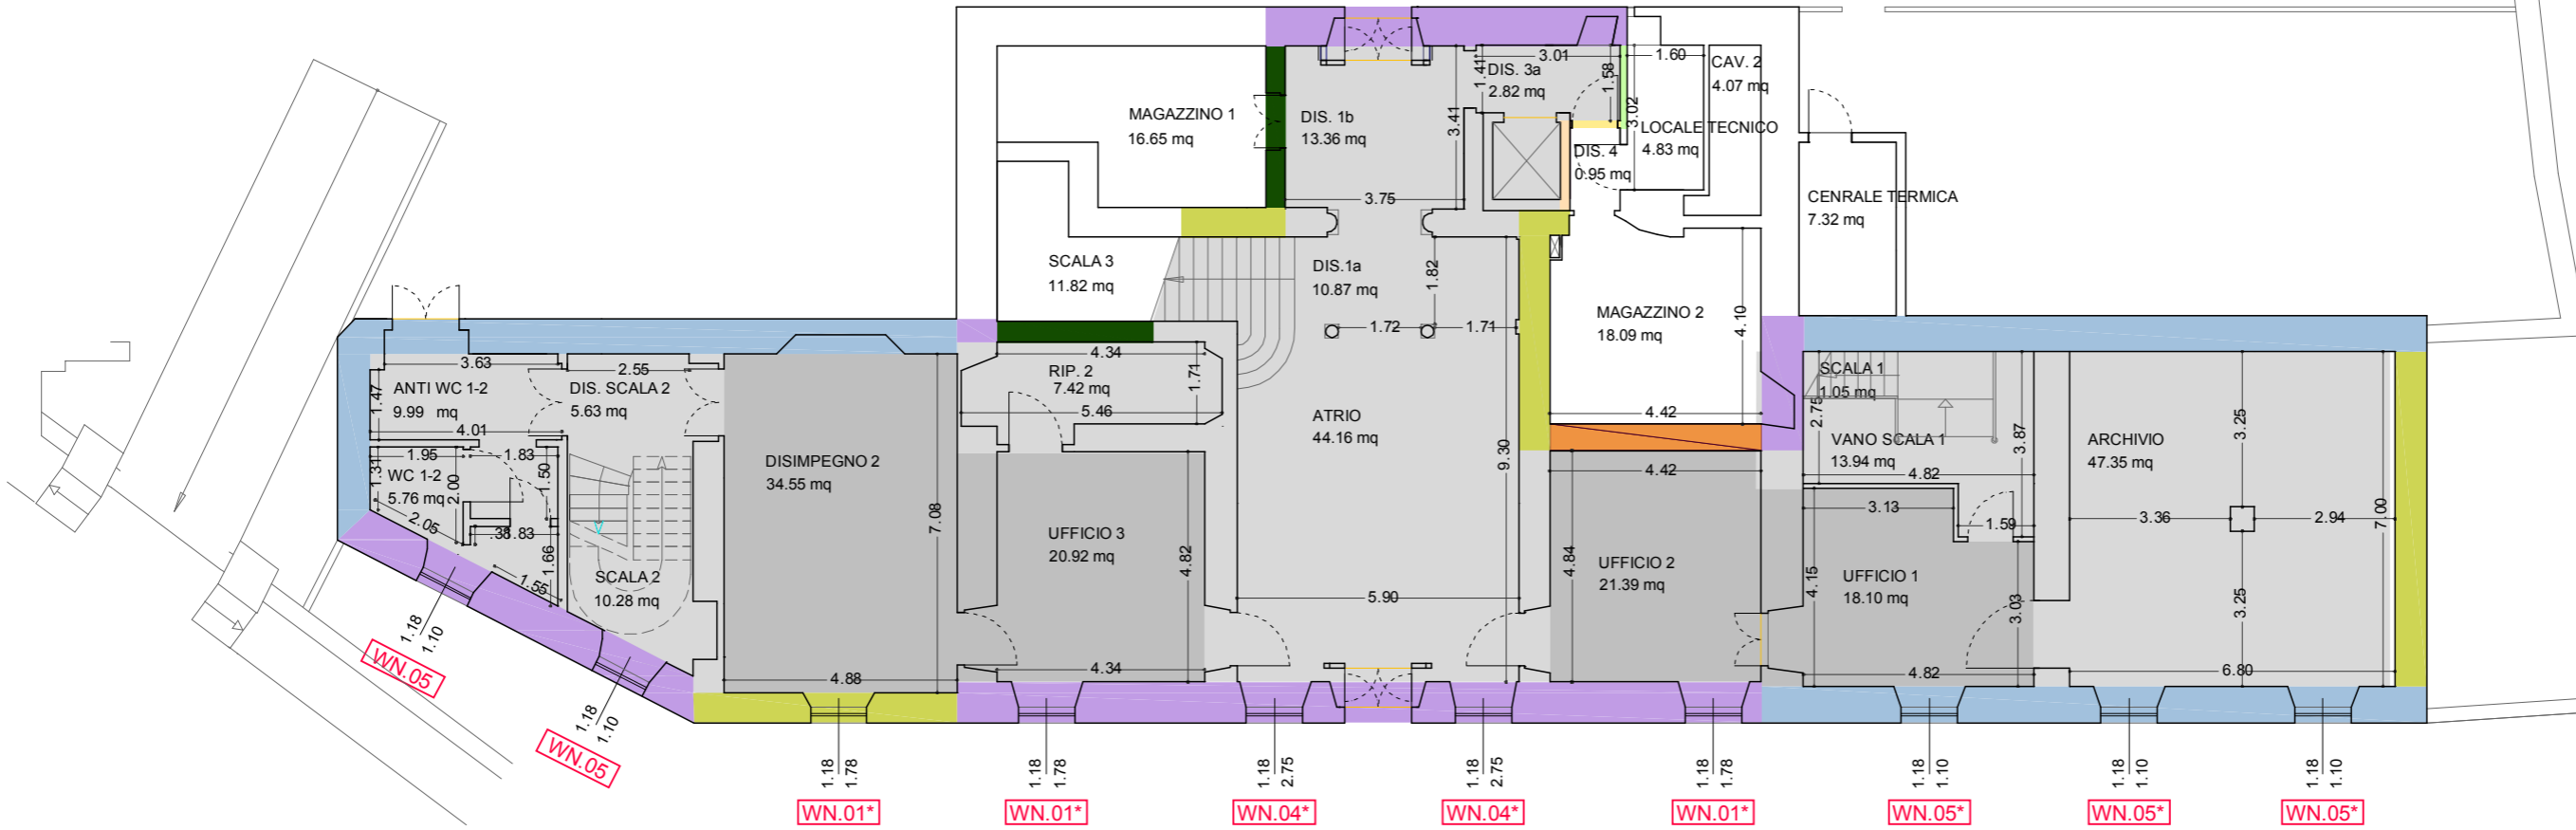 MAGAZZINO 1
16.65 mq
DIS. 1b
13.36 mq
3.41
1.41
3.01
DIS. 3a
2.82 mq
1.58
1.60
3.02
CAV. 2
4.07 mq
LOCALE TECNICO
4.83 mq
DIS. 4
0.95 mq
3.75
CENRALE TERMICA
7.32 mq
SCALA 3
11.82 mq
DIS.1a
10.87 mq
1.82
1.72
1.71
MAGAZZINO 2
18.09 mq
4.10
4.42
3.63
2.55
1.47
ANTI WC 1-2
9.99 mq
DIS. SCALA 2
5.63 mq
4.01
4.34
RIP. 2
7.42 mq
1.71
5.46
ATRIO
44.16 mq
9.30
SCALA 1
1.05 mq
2.75
VANO SCALA 1
13.94 mq
3.87
4.82
ARCHIVIO
47.35 mq
3.25
1.95
1.83
1.31
WC 1-2
5.76 mq
2.00
1.50
2.05
1.83
1.66
1.55
SCALA 2
10.28 mq
DISIMPEGNO 2
34.55 mq
7.08
4.88
UFFICIO 3
20.92 mq
4.82
4.34
5.90
4.42
UFFICIO 2
21.39 mq
4.84
3.13
1.59
UFFICIO 1
18.10 mq
4.15
3.03
4.82
3.36
2.94
7.00
3.25
6.80
1.18
1.10
WN.05
1.18
1.10
WN.05
1.18
1.78
WN.01*
1.18
1.78
WN.01*
1.18
2.75
WN.04*
1.18
2.75
WN.04*
1.18
1.78
WN.01*
1.18
1.10
WN.05*
1.18
1.10
WN.05*
1.18
1.10
WN.05*